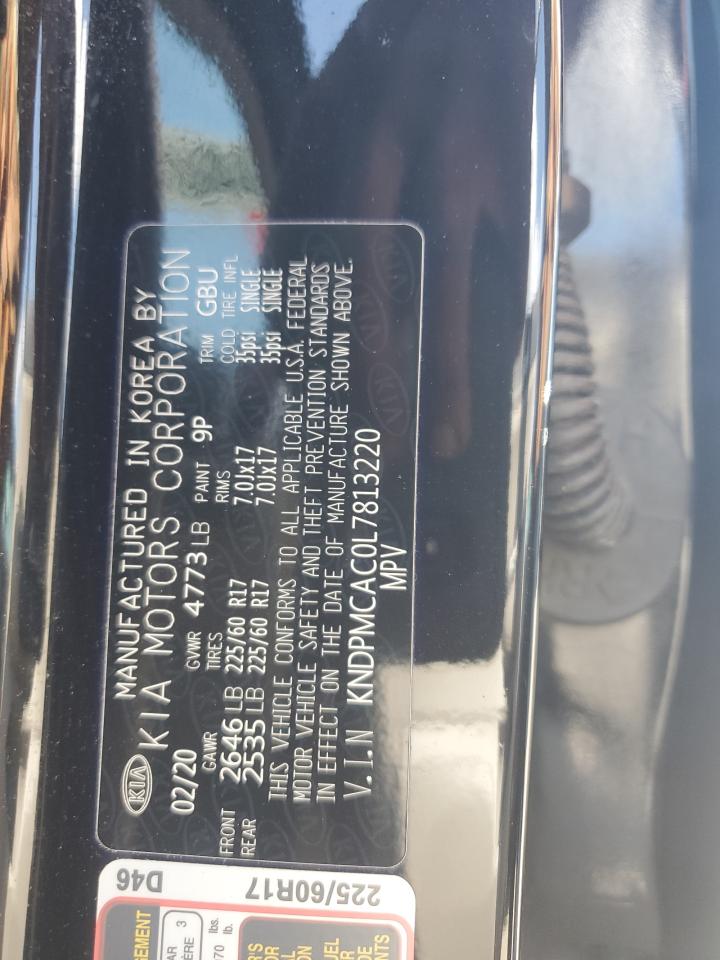 MANUFACTURED IN KOREA BY
KIA KIA MOTORS CORPORATION
02/20 GVWR 4773 LB PAINT 9P TRIM GBU
GAWR TIRES RIMS COLD TIRE INFL
FRONT 2646 LB 225/60 R17 7.0Jx17 35psi SINGLE
REAR 2535 LB 225/60 R17 7.0Jx17 35psi SINGLE
THIS VEHICLE CONFORMS TO ALL APPLICABLE U.S.A. FEDERAL
MOTOR VEHICLE SAFETY AND THEFT PREVENTION STANDARDS
IN EFFECT ON THE DATE OF MANUFACTURE SHOWN ABOVE.
V.I.N KNDPMCAC0L7813220
MPV
D46
225/60R17